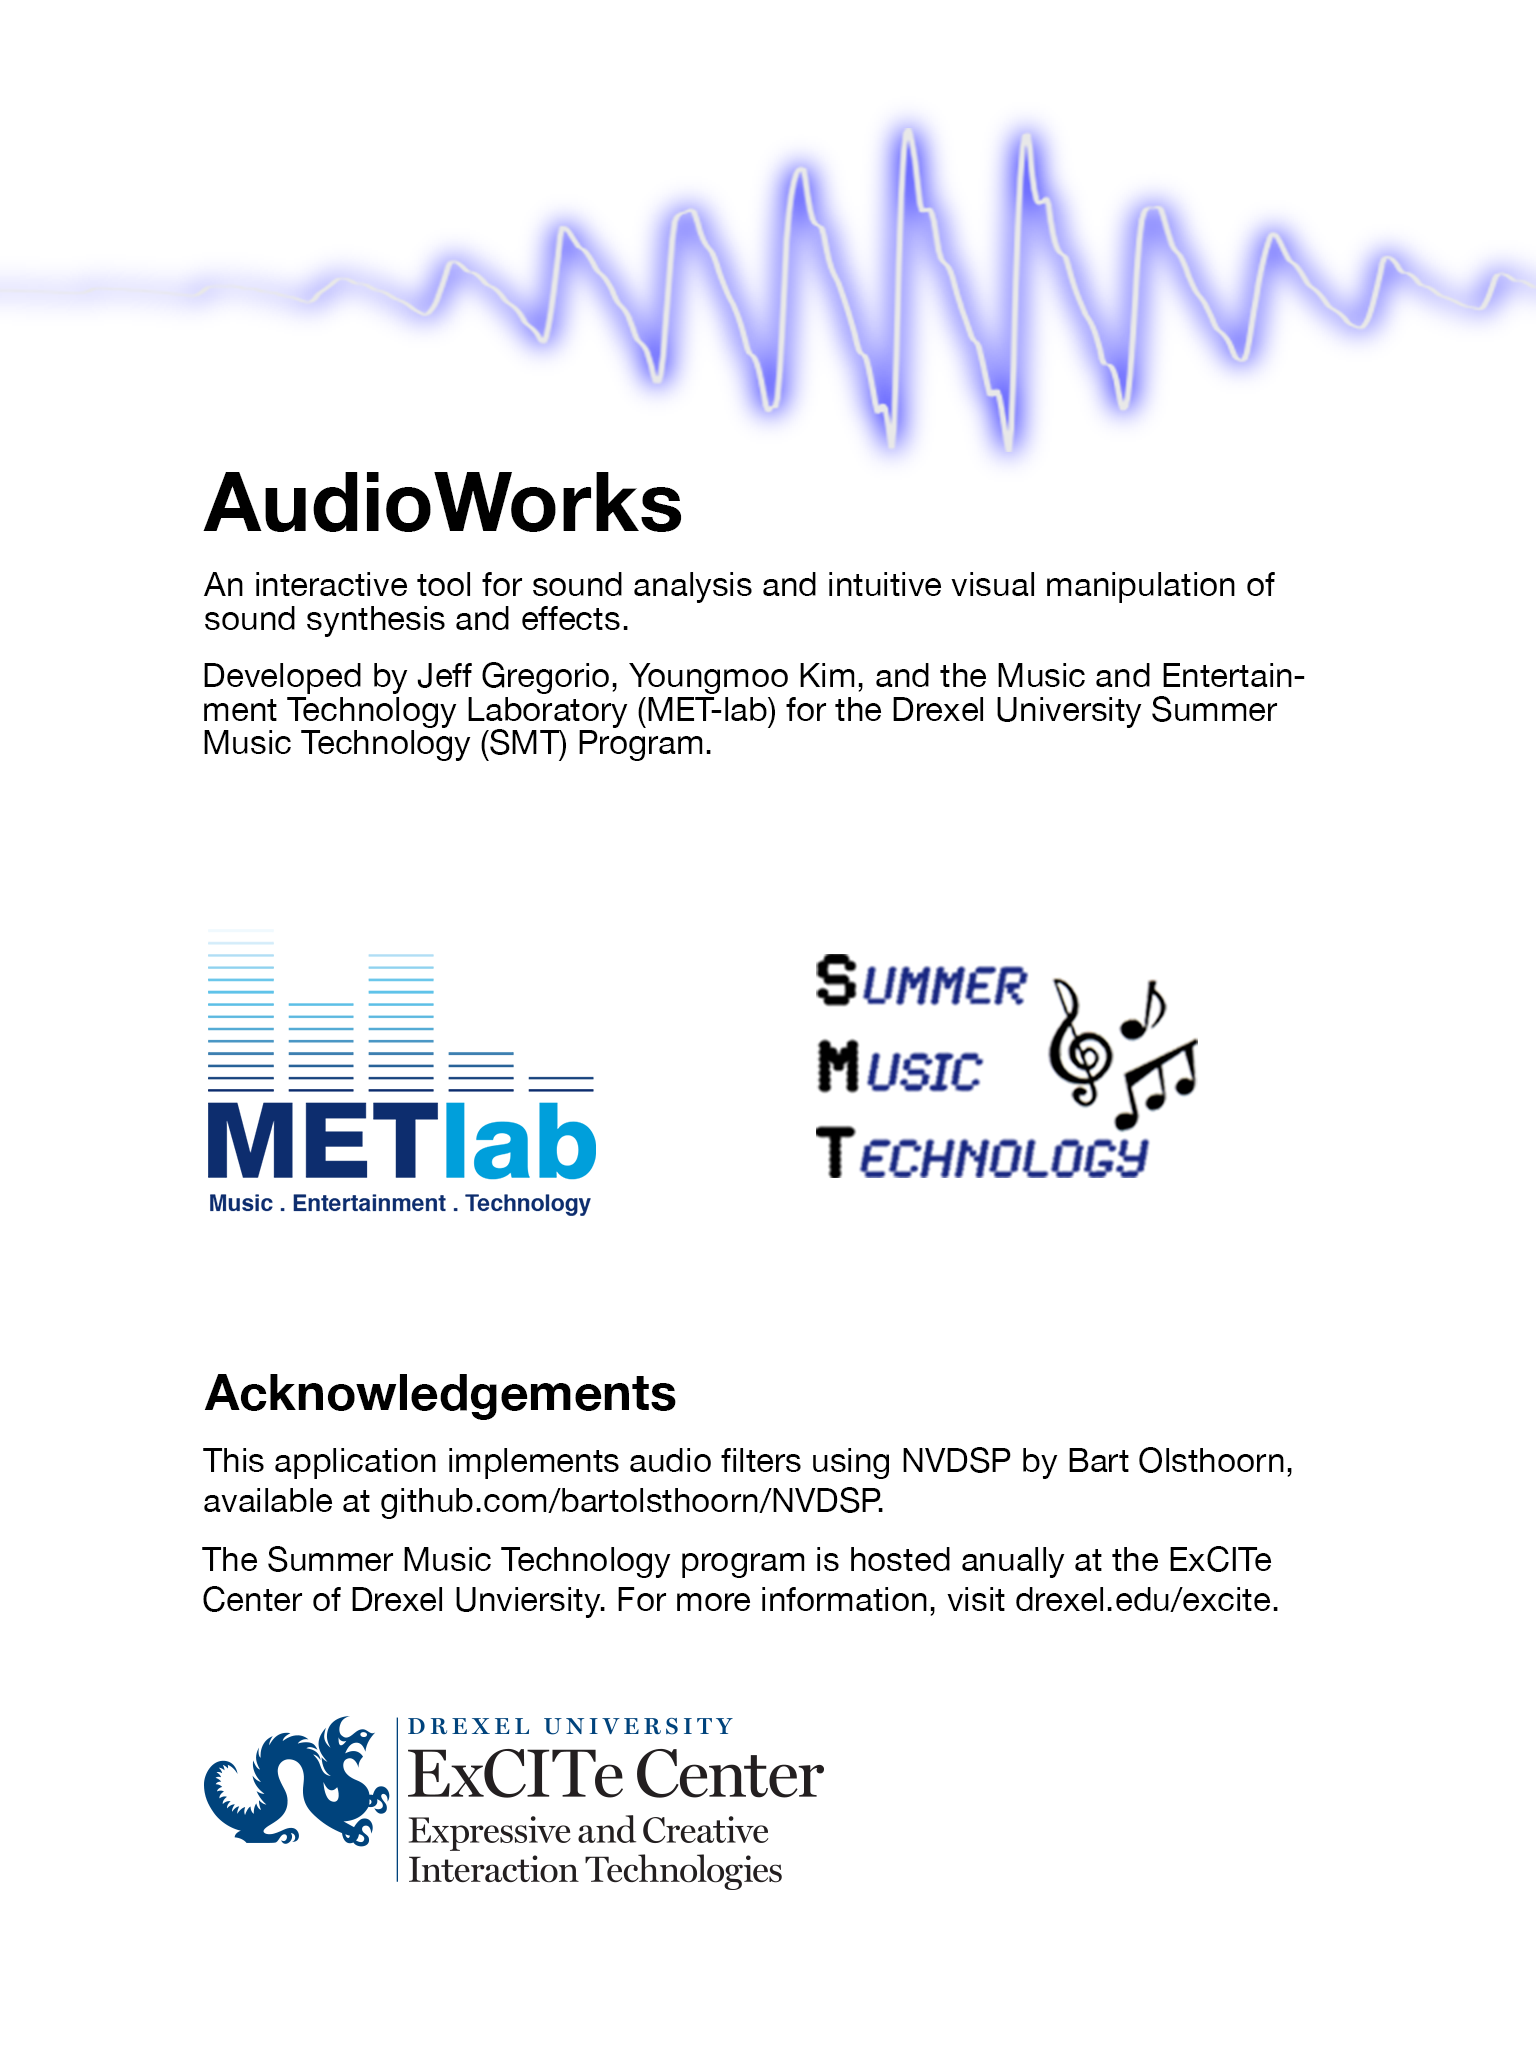 AudioWorks
An interactive tool for sound analysis and intuitive visual manipulation of
sound synthesis and effects.
Developed by Jeff Gregorio, Youngmoo Kim, and the Music and Entertain-
ment Technology Laboratory (MET-lab) for the Drexel University Summer
Music Technology (SMT) Program.
METlab
Music . Entertainment . Technology
SUMMER
MUSIC
TECHNOLOGY
Acknowledgements
This application implements audio filters using NVDSP by Bart Olsthoorn,
available at github.com/bartolsthoorn/NVDSP.
The Summer Music Technology program is hosted anually at the ExCITe
Center of Drexel Unviersity. For more information, visit drexel.edu/excite.
DREXEL UNIVERSITY
ExCITe Center
Expressive and Creative
Interaction Technologies